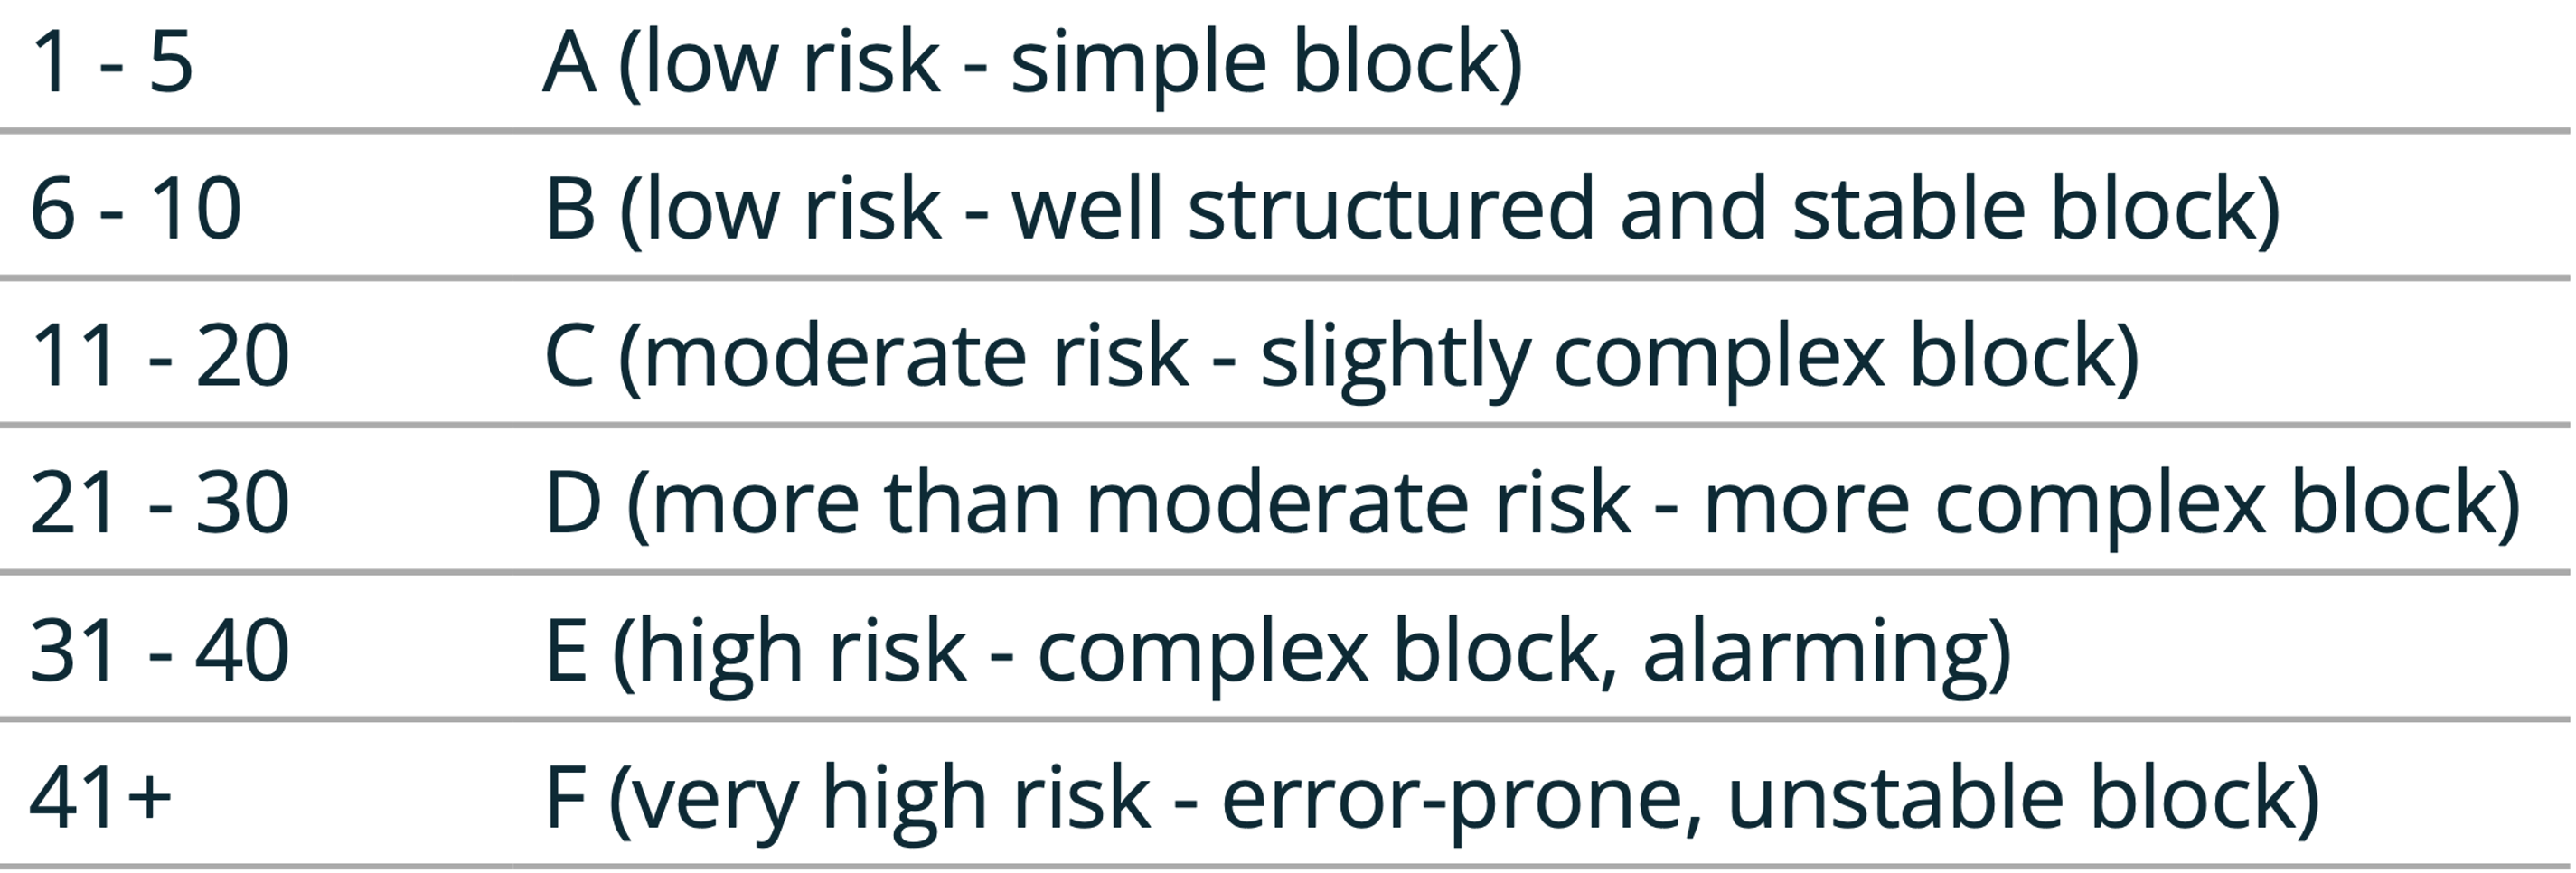 1 - 5 A (low risk - simple block)
6 - 10 B (low risk - well structured and stable block)
11 - 20 C (moderate risk - slightly complex block)
21 - 30 D (more than moderate risk - more complex block)
31 - 40 E (high risk - complex block, alarming)
41+ F (very high risk - error-prone, unstable block)